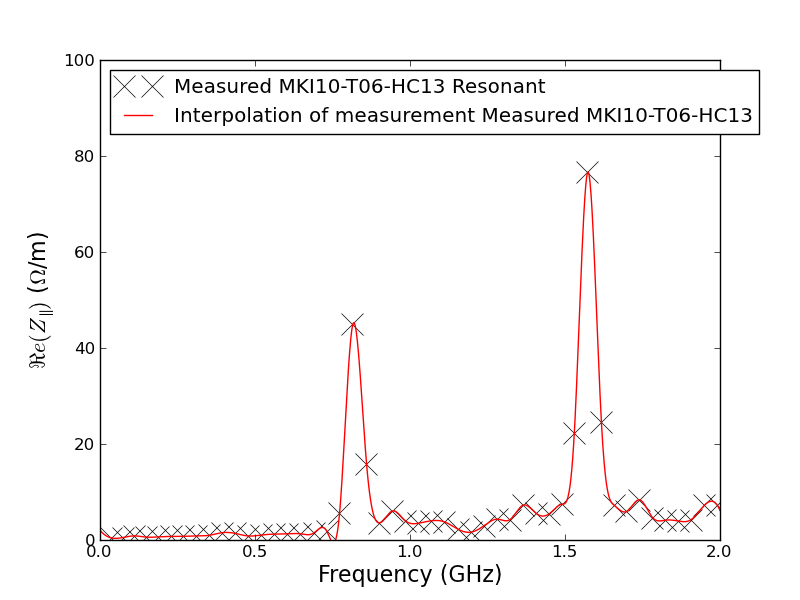 Measured MKI10-T06-HC13 Resonant
Interpolation of measurement Measured MKI10-T06-HC13
100
80
60
40
20
0
ℜe(Z∥) (Ω/m)
0.0 0.5 1.0 1.5 2.0
Frequency (GHz)